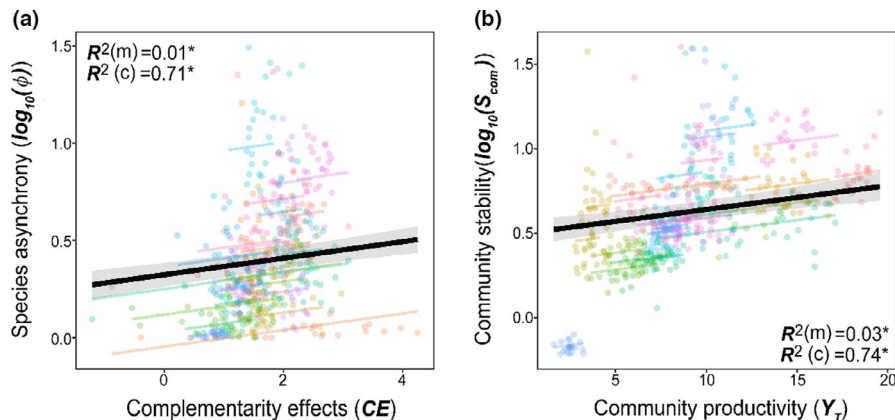 (a)
R²(m)=0.01*
R² (c)=0.71*
Species asynchrony (log10(ϕ))
1.5
1.0
0.5
0.0
0
2
4
Complementarity effects (CE)
(b)
Community stability(log10(Scom))
1.5
1.0
0.5
0.0
R²(m)=0.03*
R² (c)=0.74*
5
10
15
20
Community productivity (YT)